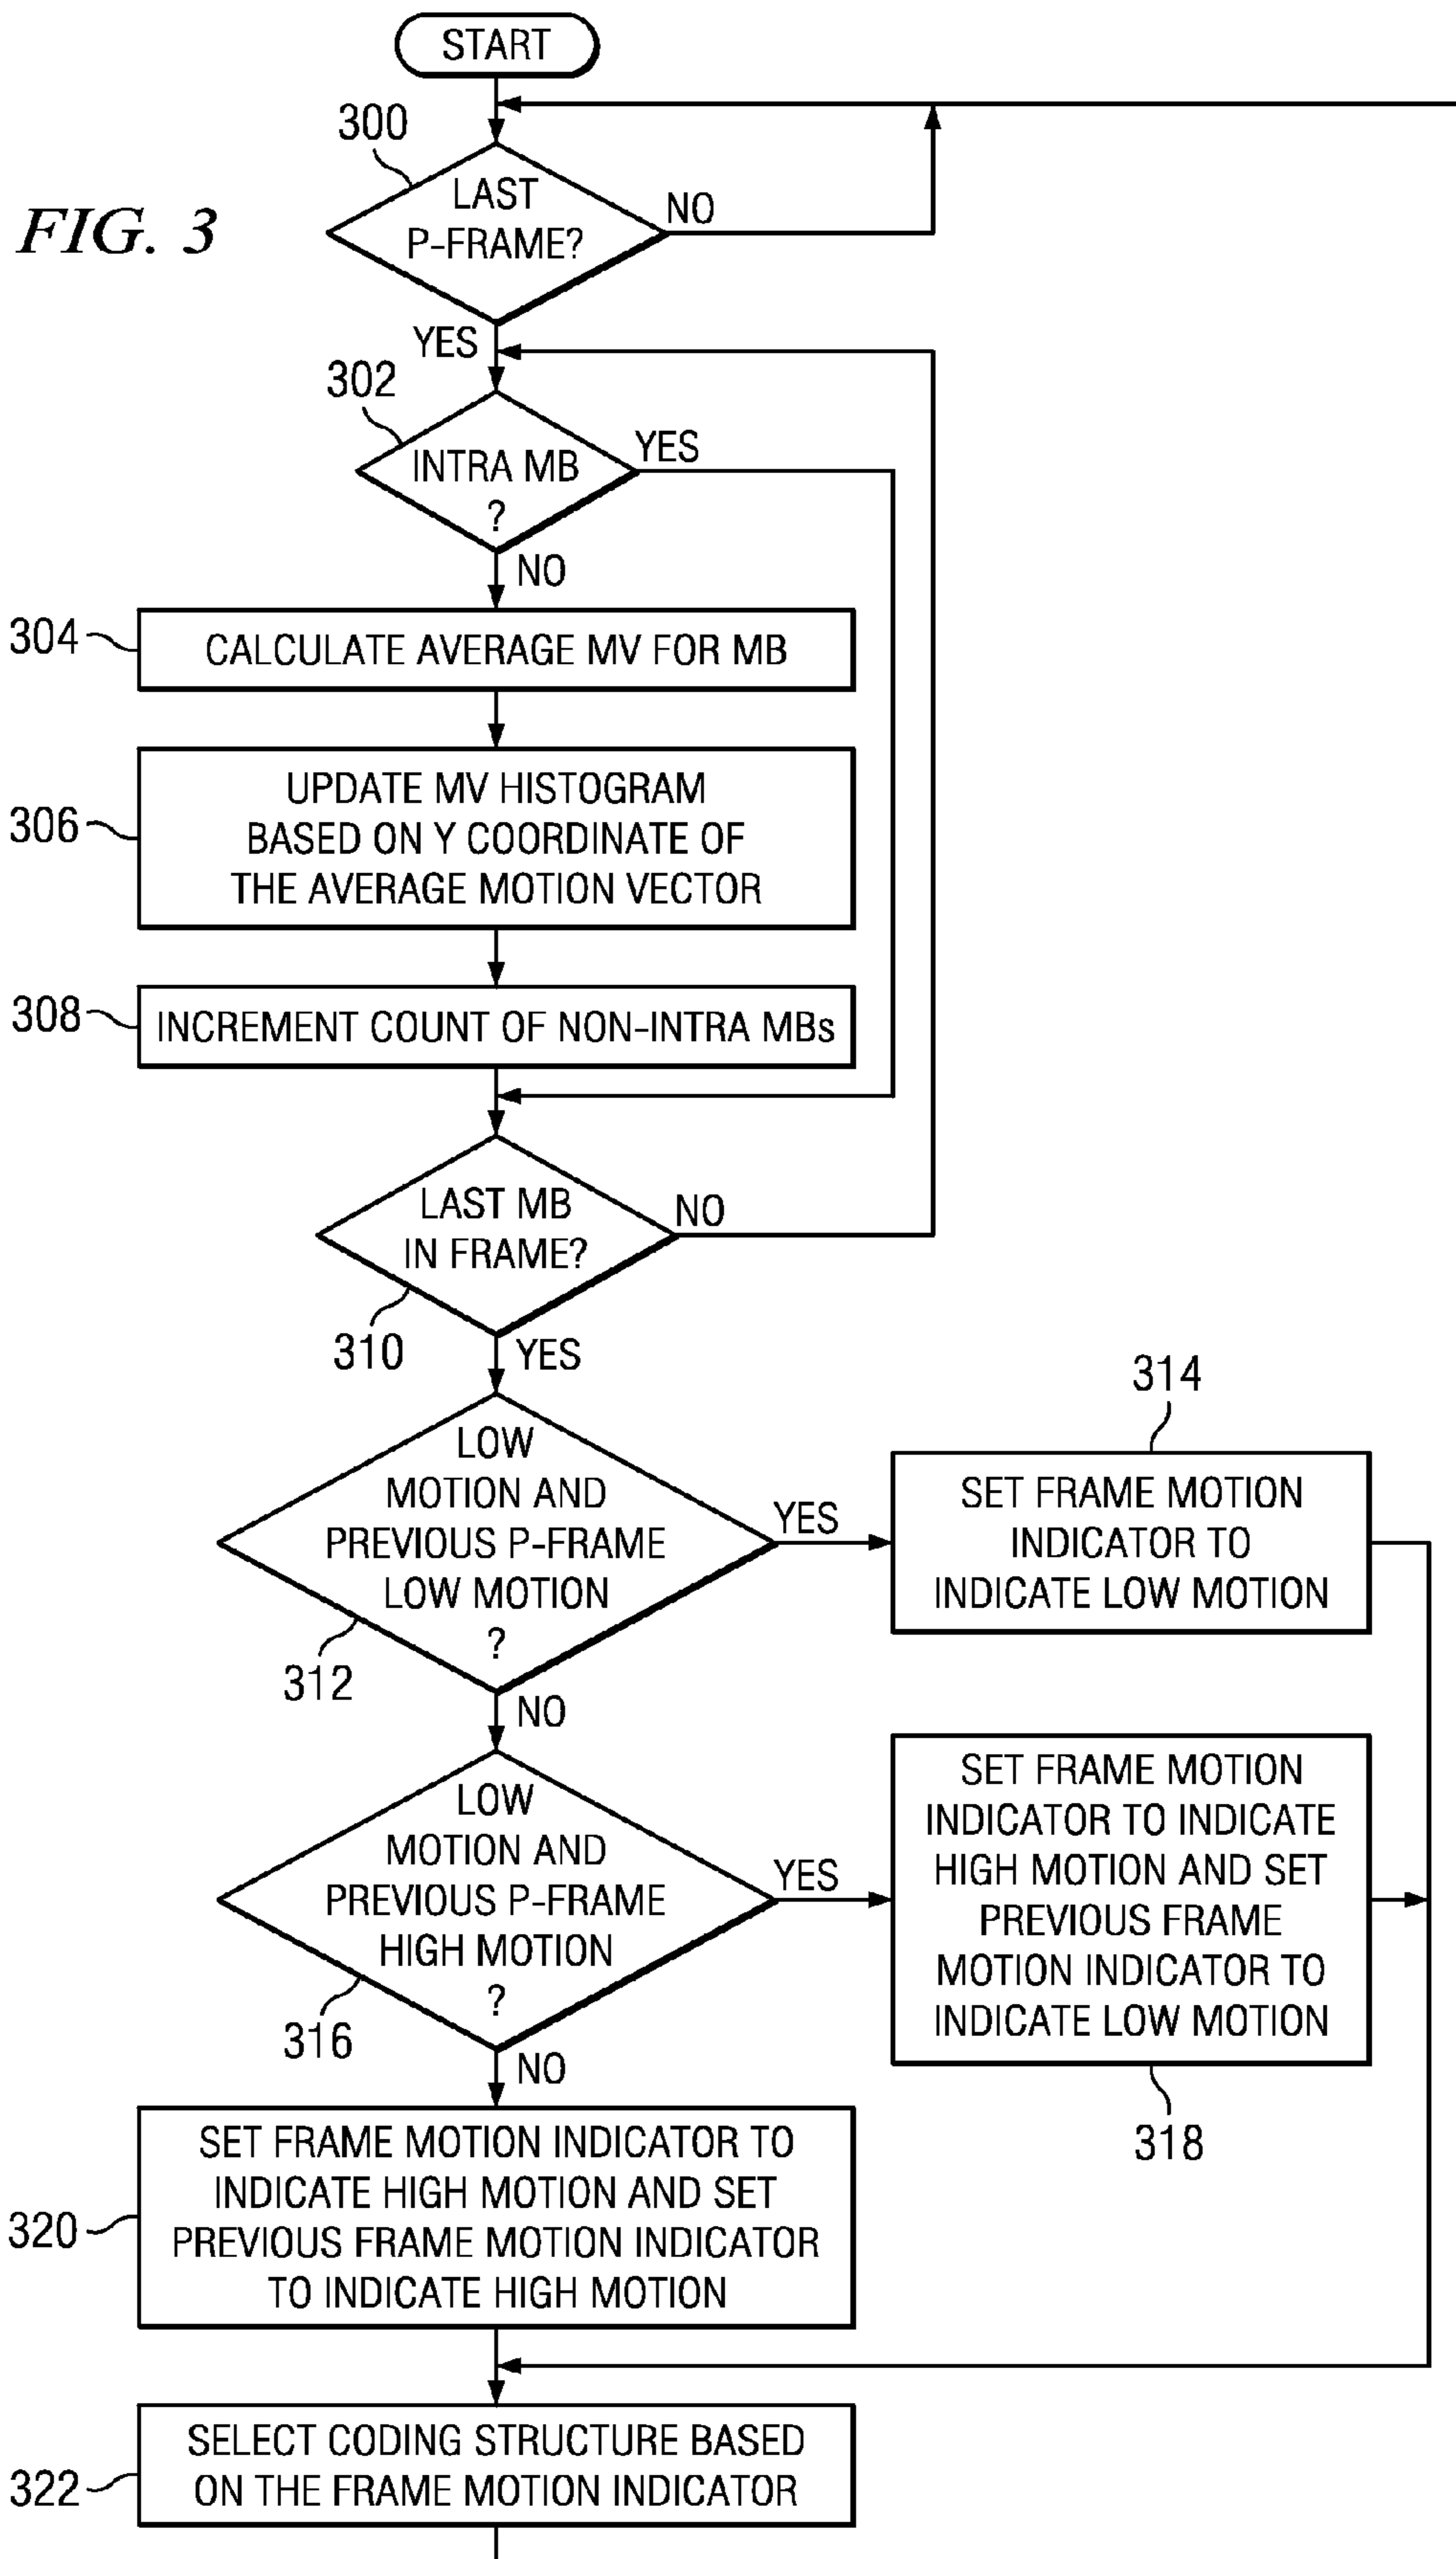 START
300
LAST
P-FRAME?
NO
FIG. 3
YES
302
INTRA MB
?
YES
NO
304
CALCULATE AVERAGE MV FOR MB
306
UPDATE MV HISTOGRAM
BASED ON Y COORDINATE OF
THE AVERAGE MOTION VECTOR
308
INCREMENT COUNT OF NON-INTRA MBs
LAST MB
IN FRAME?
NO
310
YES
LOW
MOTION AND
PREVIOUS P-FRAME
LOW MOTION
?
YES
312
NO
314
SET FRAME MOTION
INDICATOR TO
INDICATE LOW MOTION
LOW
MOTION AND
PREVIOUS P-FRAME
HIGH MOTION
?
YES
316
NO
SET FRAME MOTION
INDICATOR TO INDICATE
HIGH MOTION AND SET
PREVIOUS FRAME
MOTION INDICATOR TO
INDICATE LOW MOTION
318
320
SET FRAME MOTION INDICATOR TO
INDICATE HIGH MOTION AND SET
PREVIOUS FRAME MOTION INDICATOR
TO INDICATE HIGH MOTION
322
SELECT CODING STRUCTURE BASED
ON THE FRAME MOTION INDICATOR